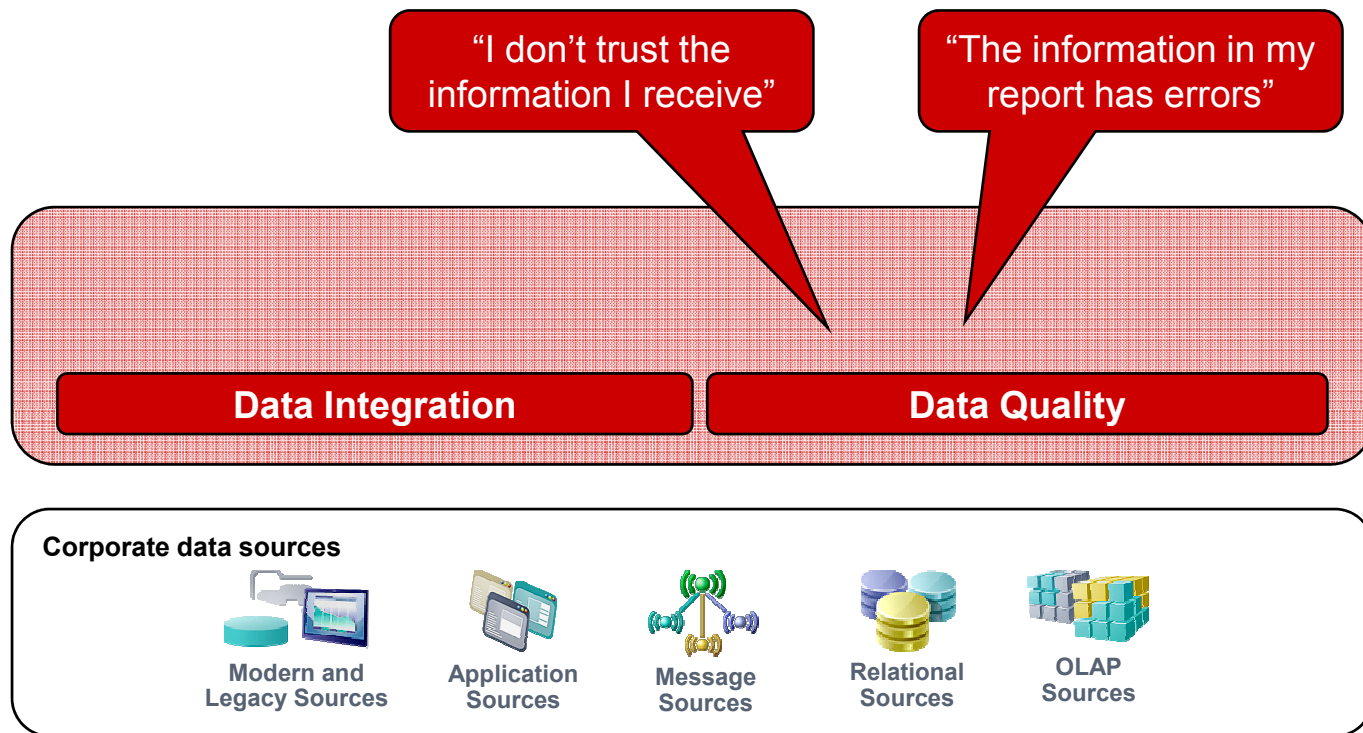 “I don’t trust the
information I receive”
“The information in my
report has errors”
Data Integration
Data Quality
Corporate data sources
Modern and
Legacy Sources
Application
Sources
Message
Sources
Relational
Sources
OLAP
Sources